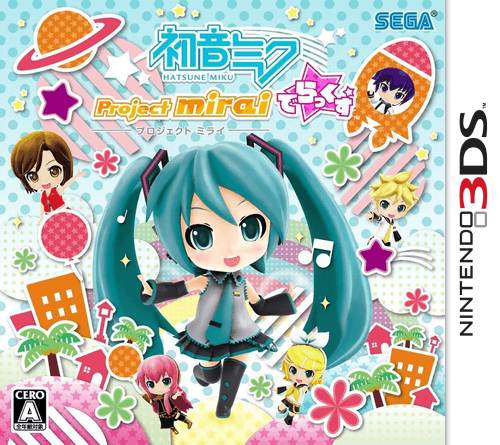 SEGA®
初音ミク
HATSUNE MIKU
Project mirai でらっくす
プロジェクト ミライ
NINTENDO 3DS™
CERO
A
全年齢対象